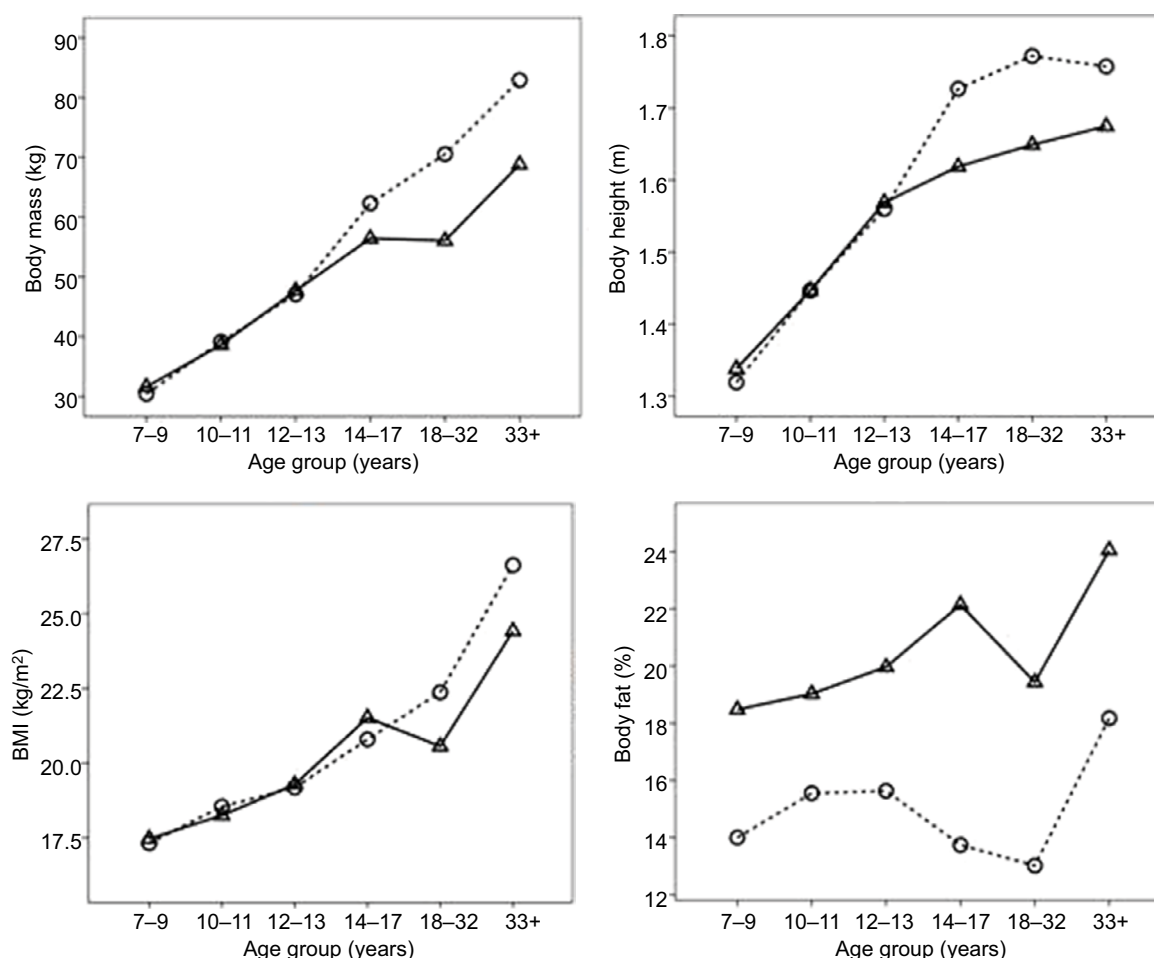 Body mass (kg)
90
80
70
60
50
40
30
7–9 10–11 12–13 14–17 18–32 33+
Age group (years)
Body height (m)
1.8
1.7
1.6
1.5
1.4
1.3
7–9 10–11 12–13 14–17 18–32 33+
Age group (years)
BMI (kg/m²)
27.5
25.0
22.5
20.0
17.5
7–9 10–11 12–13 14–17 18–32 33+
Age group (years)
Body fat (%)
24
22
20
18
16
14
12
7–9 10–11 12–13 14–17 18–32 33+
Age group (years)